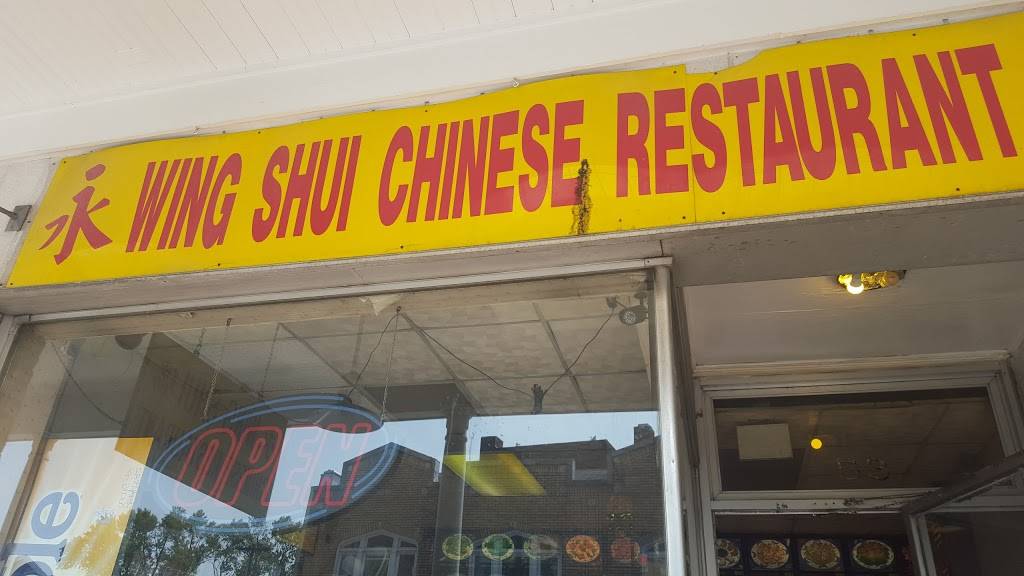 永 WING SHUI CHINESE RESTAURANT
OPEN